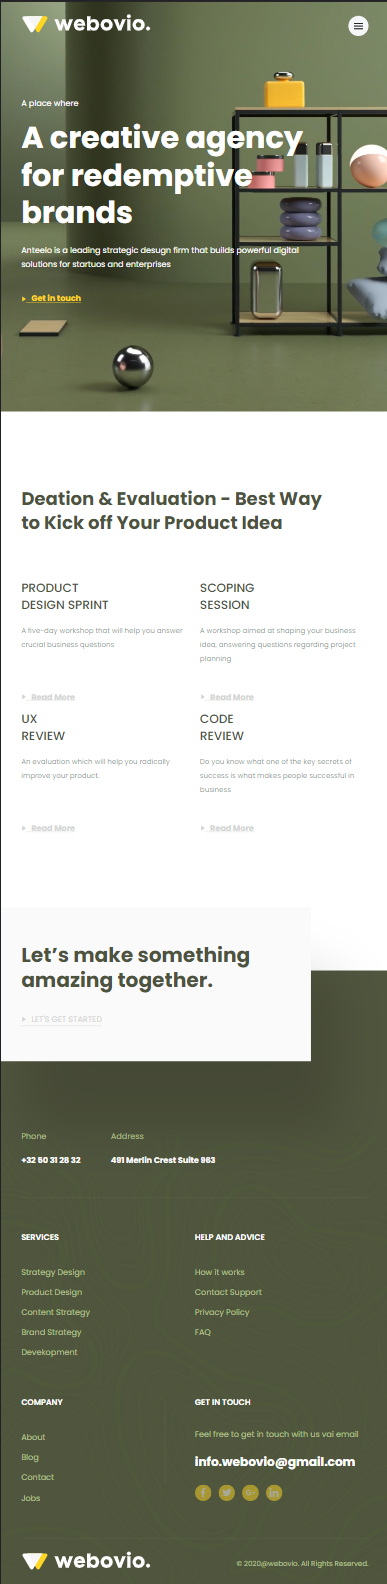 webovio.
A place where
A creative agency
for redemptive
brands
Anteelo is a leading strategic desugn firm that builds powerful digital
solutions for startuos and enterprises
Get in touch
Deation & Evaluation - Best Way
to Kick off Your Product Idea
PRODUCT
DESIGN SPRINT
A five-day workshop that will help you answer
crucial business questions
Read More
SCOPING
SESSION
A workshop aimed at shaping your business
idea, answering questions regarding project
planning
Read More
UX
REVIEW
An evaluation which will help you radically
improve your product.
Read More
CODE
REVIEW
Do you know what one of the key secrets of
success is what makes people successful in
business
Read More
Let's make something
amazing together.
LET'S GET STARTED
Phone
+32 50 31 28 32
Address
491 Merlin Crest Suite 963
SERVICES
Strategy Design
Product Design
Content Strategy
Brand Strategy
Devekopment
HELP AND ADVICE
How it works
Contact Support
Privacy Policy
FAQ
COMPANY
About
Blog
Contact
Jobs
GET IN TOUCH
Feel free to get in touch with us vai email
info.webovio@gmail.com
webovio.
© 2020@webovio. All Rights Reserved.